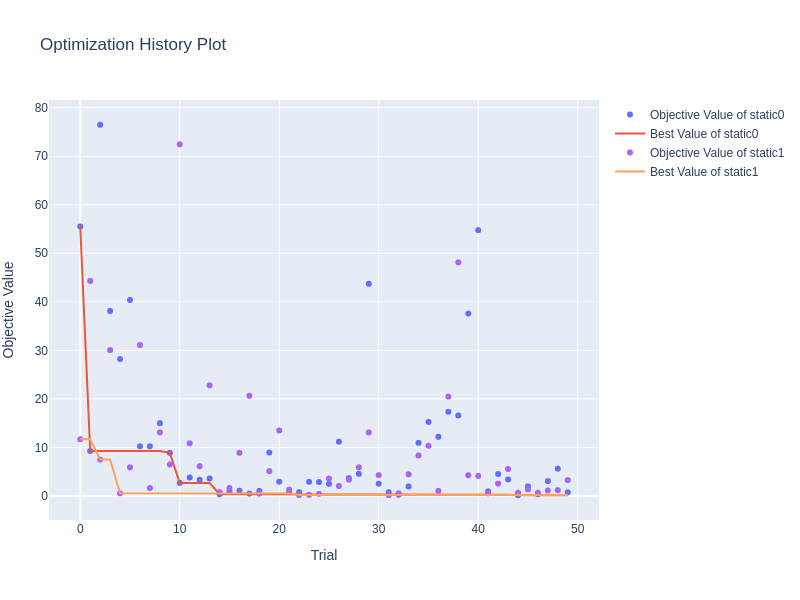 Optimization History Plot
Objective Value of static0
Best Value of static0
Objective Value of static1
Best Value of static1
Objective Value
80
70
60
50
40
30
20
10
0
0 10 20 30 40 50
Trial